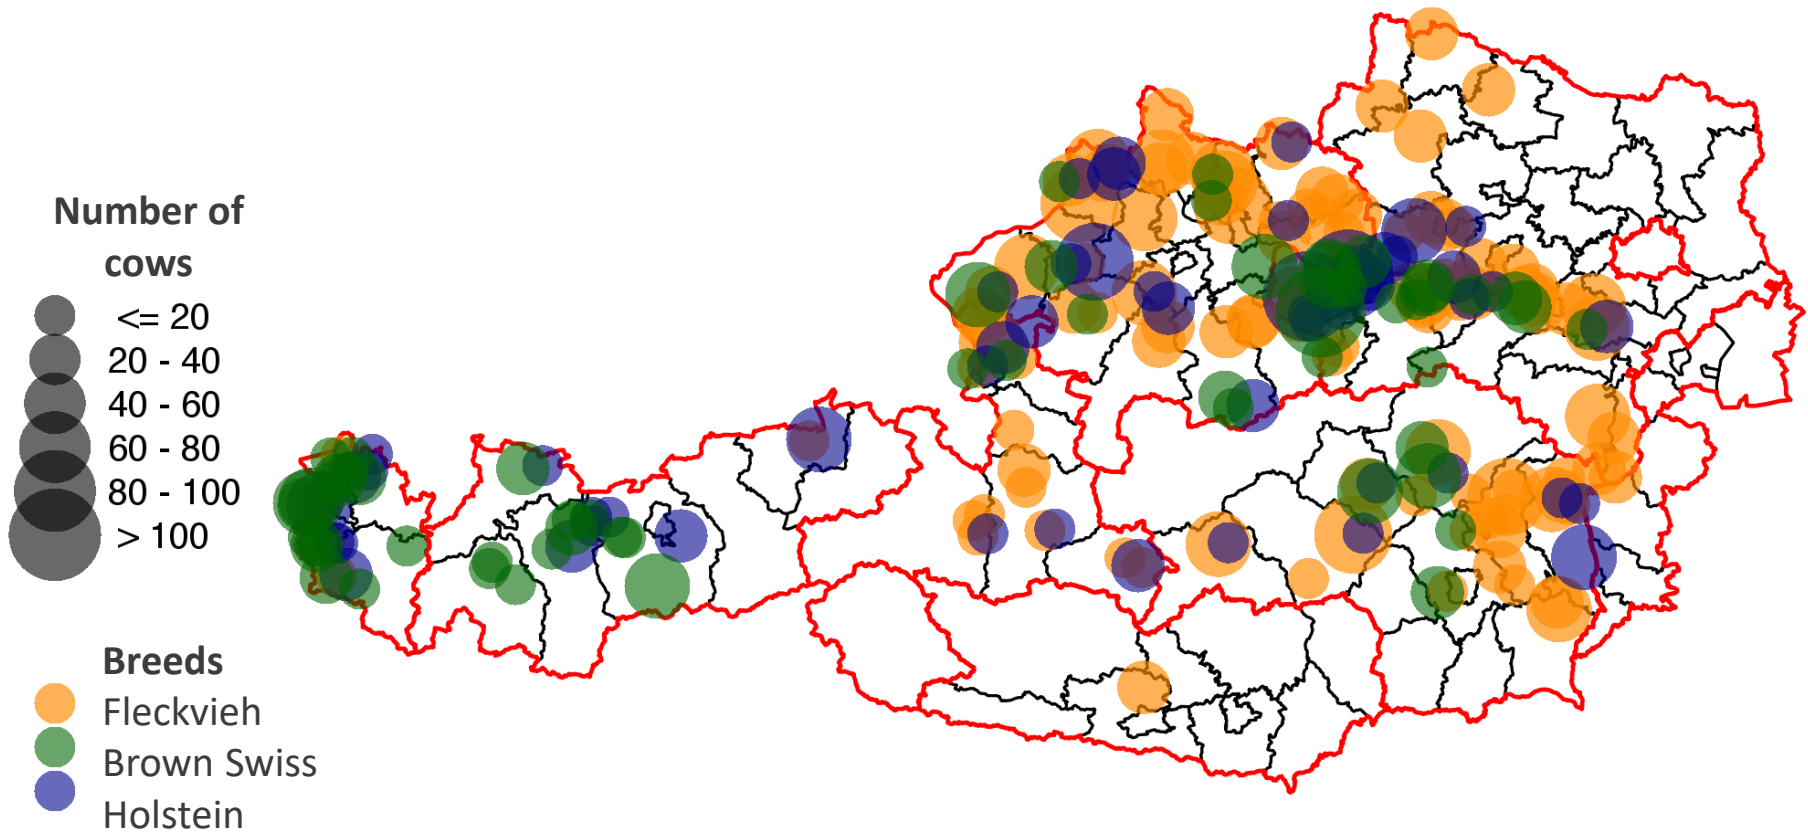 Number of
cows
<= 20
20 - 40
40 - 60
60 - 80
80 - 100
> 100
Breeds
Fleckvieh
Brown Swiss
Holstein